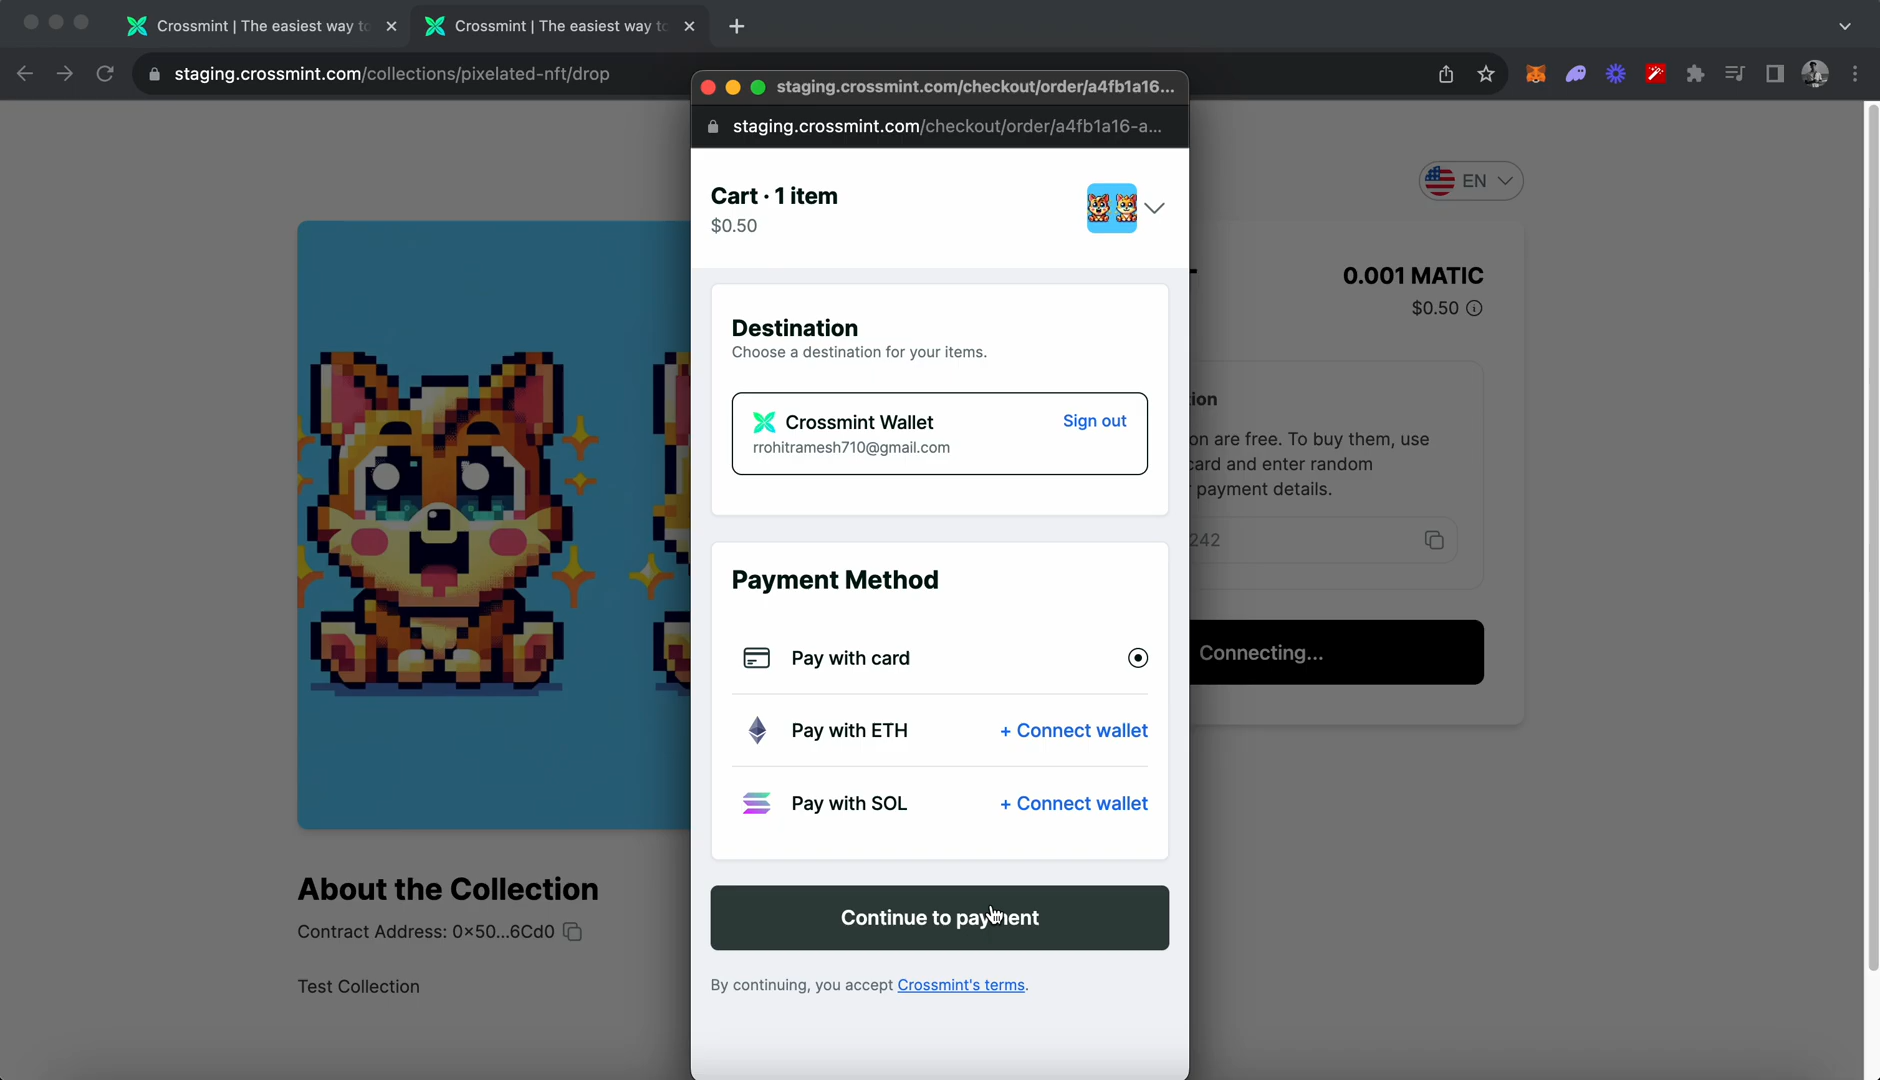 Crossmint | The easiest way to
Crossmint | The easiest way to
staging.crossmint.com/collections/pixelated-nft/drop
staging.crossmint.com/checkout/order/a4fb1a16...
staging.crossmint.com/checkout/order/a4fb1a16-a...
EN
Cart · 1 item
$0.50
0.001 MATIC
$0.50
Destination
Choose a destination for your items.
Crossmint Wallet
Sign out
rrohitramesh710@gmail.com
on are free. To buy them, use
card and enter random
payment details.
242
Payment Method
Pay with card
Connecting...
Pay with ETH
+ Connect wallet
Pay with SOL
+ Connect wallet
Continue to payment
By continuing, you accept Crossmint's terms.
About the Collection
Contract Address: 0x50...6Cd0
Test Collection